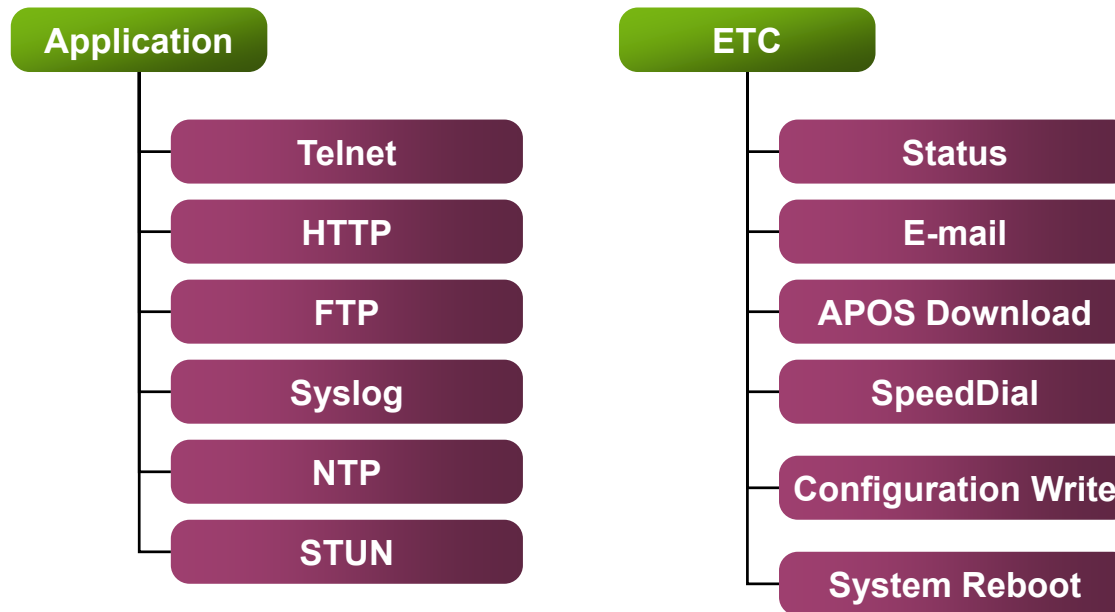 Application
Telnet
HTTP
FTP
Syslog
NTP
STUN
ETC
Status
E-mail
APOS Download
SpeedDial
Configuration Write
System Reboot